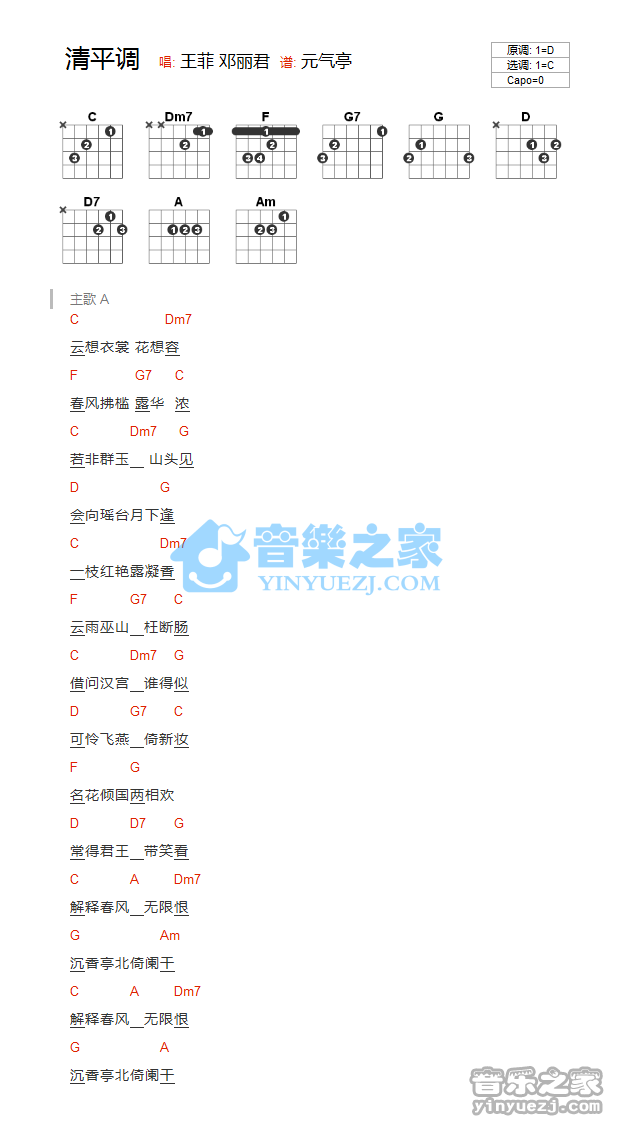 清平调 唱: 王菲 邓丽君 谱: 元气亭
原调: 1=D
选调: 1=C
Capo=0
C Dm7 F G7 G D
D7 A Am
主歌 A
C Dm7
云想衣裳 花想容
F G7 C
春风拂槛 露华 浓
C Dm7 G
若非群玉__ 山头见
D G
会向瑶台月下逢
C Dm7
一枝红艳露凝香
F G7 C
云雨巫山__枉断肠
C Dm7 G
借问汉宫__谁得似
D G7 C
可怜飞燕__倚新妆
F G
名花倾国两相欢
D D7 G
常得君王__带笑看
C A Dm7
解释春风__无限恨
G Am
沉香亭北倚阑干
C A Dm7
解释春风__无限恨
G A
沉香亭北倚阑干
音樂之家
YINYUEZJ.COM
音乐之家
yinyuezj.com